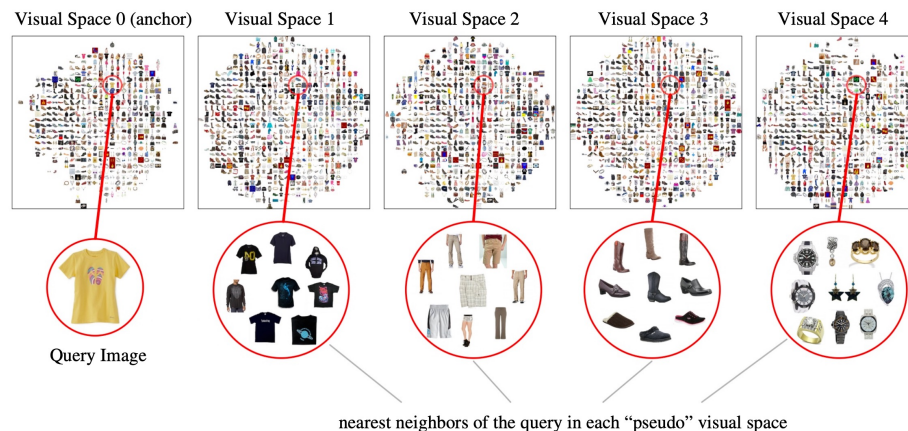 Visual Space 0 (anchor)
Visual Space 1
Visual Space 2
Visual Space 3
Visual Space 4
Query Image
nearest neighbors of the query in each “pseudo” visual space